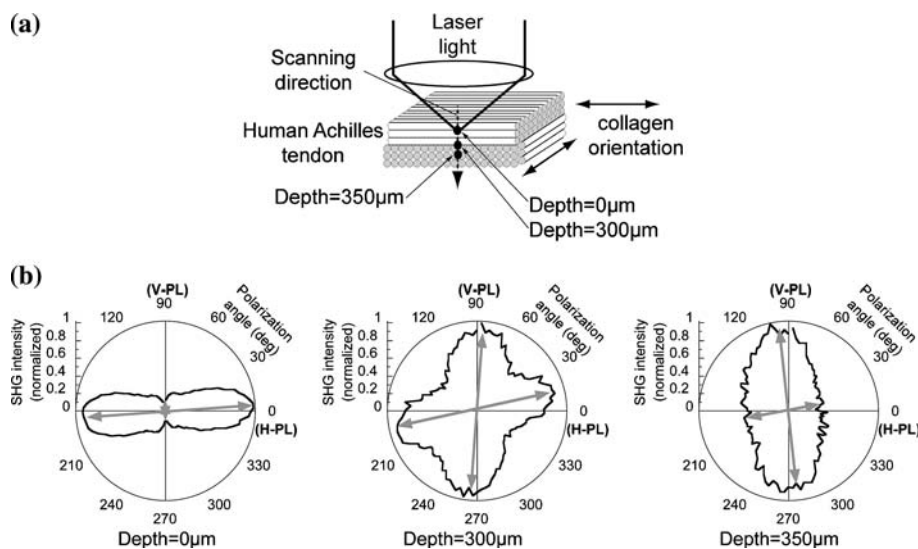 (a)
Laser
light
Scanning
direction
Human Achilles
tendon
collagen
orientation
Depth=350μm
Depth=0μm
Depth=300μm
(b)
(V-PL)
90
120
60
30
0
(H-PL)
330
300
270
240
210
Polarization
angle (deg)
SHG intensity
(normalized)
1
0.8
0.6
0.4
0.2
0
Depth=0μm
(V-PL)
90
120
60
30
0
(H-PL)
330
300
270
240
210
Polarization
angle (deg)
SHG intensity
(normalized)
1
0.8
0.6
0.4
0.2
0
Depth=300μm
(V-PL)
90
120
60
30
0
(H-PL)
330
300
270
240
210
Polarization
angle (deg)
SHG intensity
(normalized)
1
0.8
0.6
0.4
0.2
0
Depth=350μm